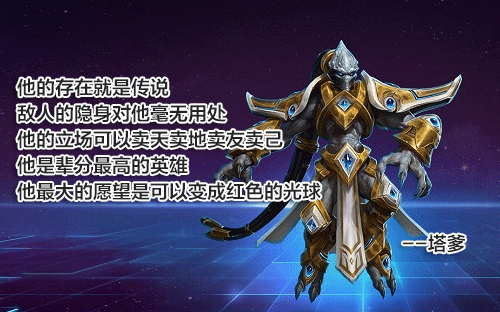 他的存在就是传说
敌人的隐身对他毫无用处
他的立场可以卖天卖地卖友卖己
他是辈分最高的英雄
他最大的愿望是可以变成红色的光球
——塔爹